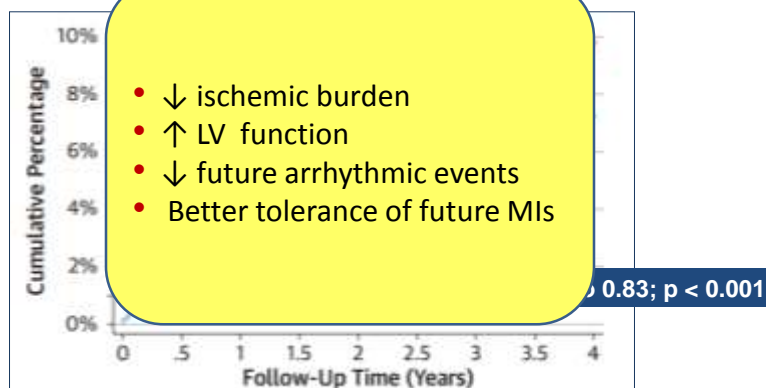 10%
8%
6%
4%
2%
0%
Cumulative Percentage
• ↓ ischemic burden
• ↑ LV function
• ↓ future arrhythmic events
• Better tolerance of future MIs
0.83; p < 0.001
0 .5 1 1.5 2 2.5 3 3.5 4
Follow-Up Time (Years)